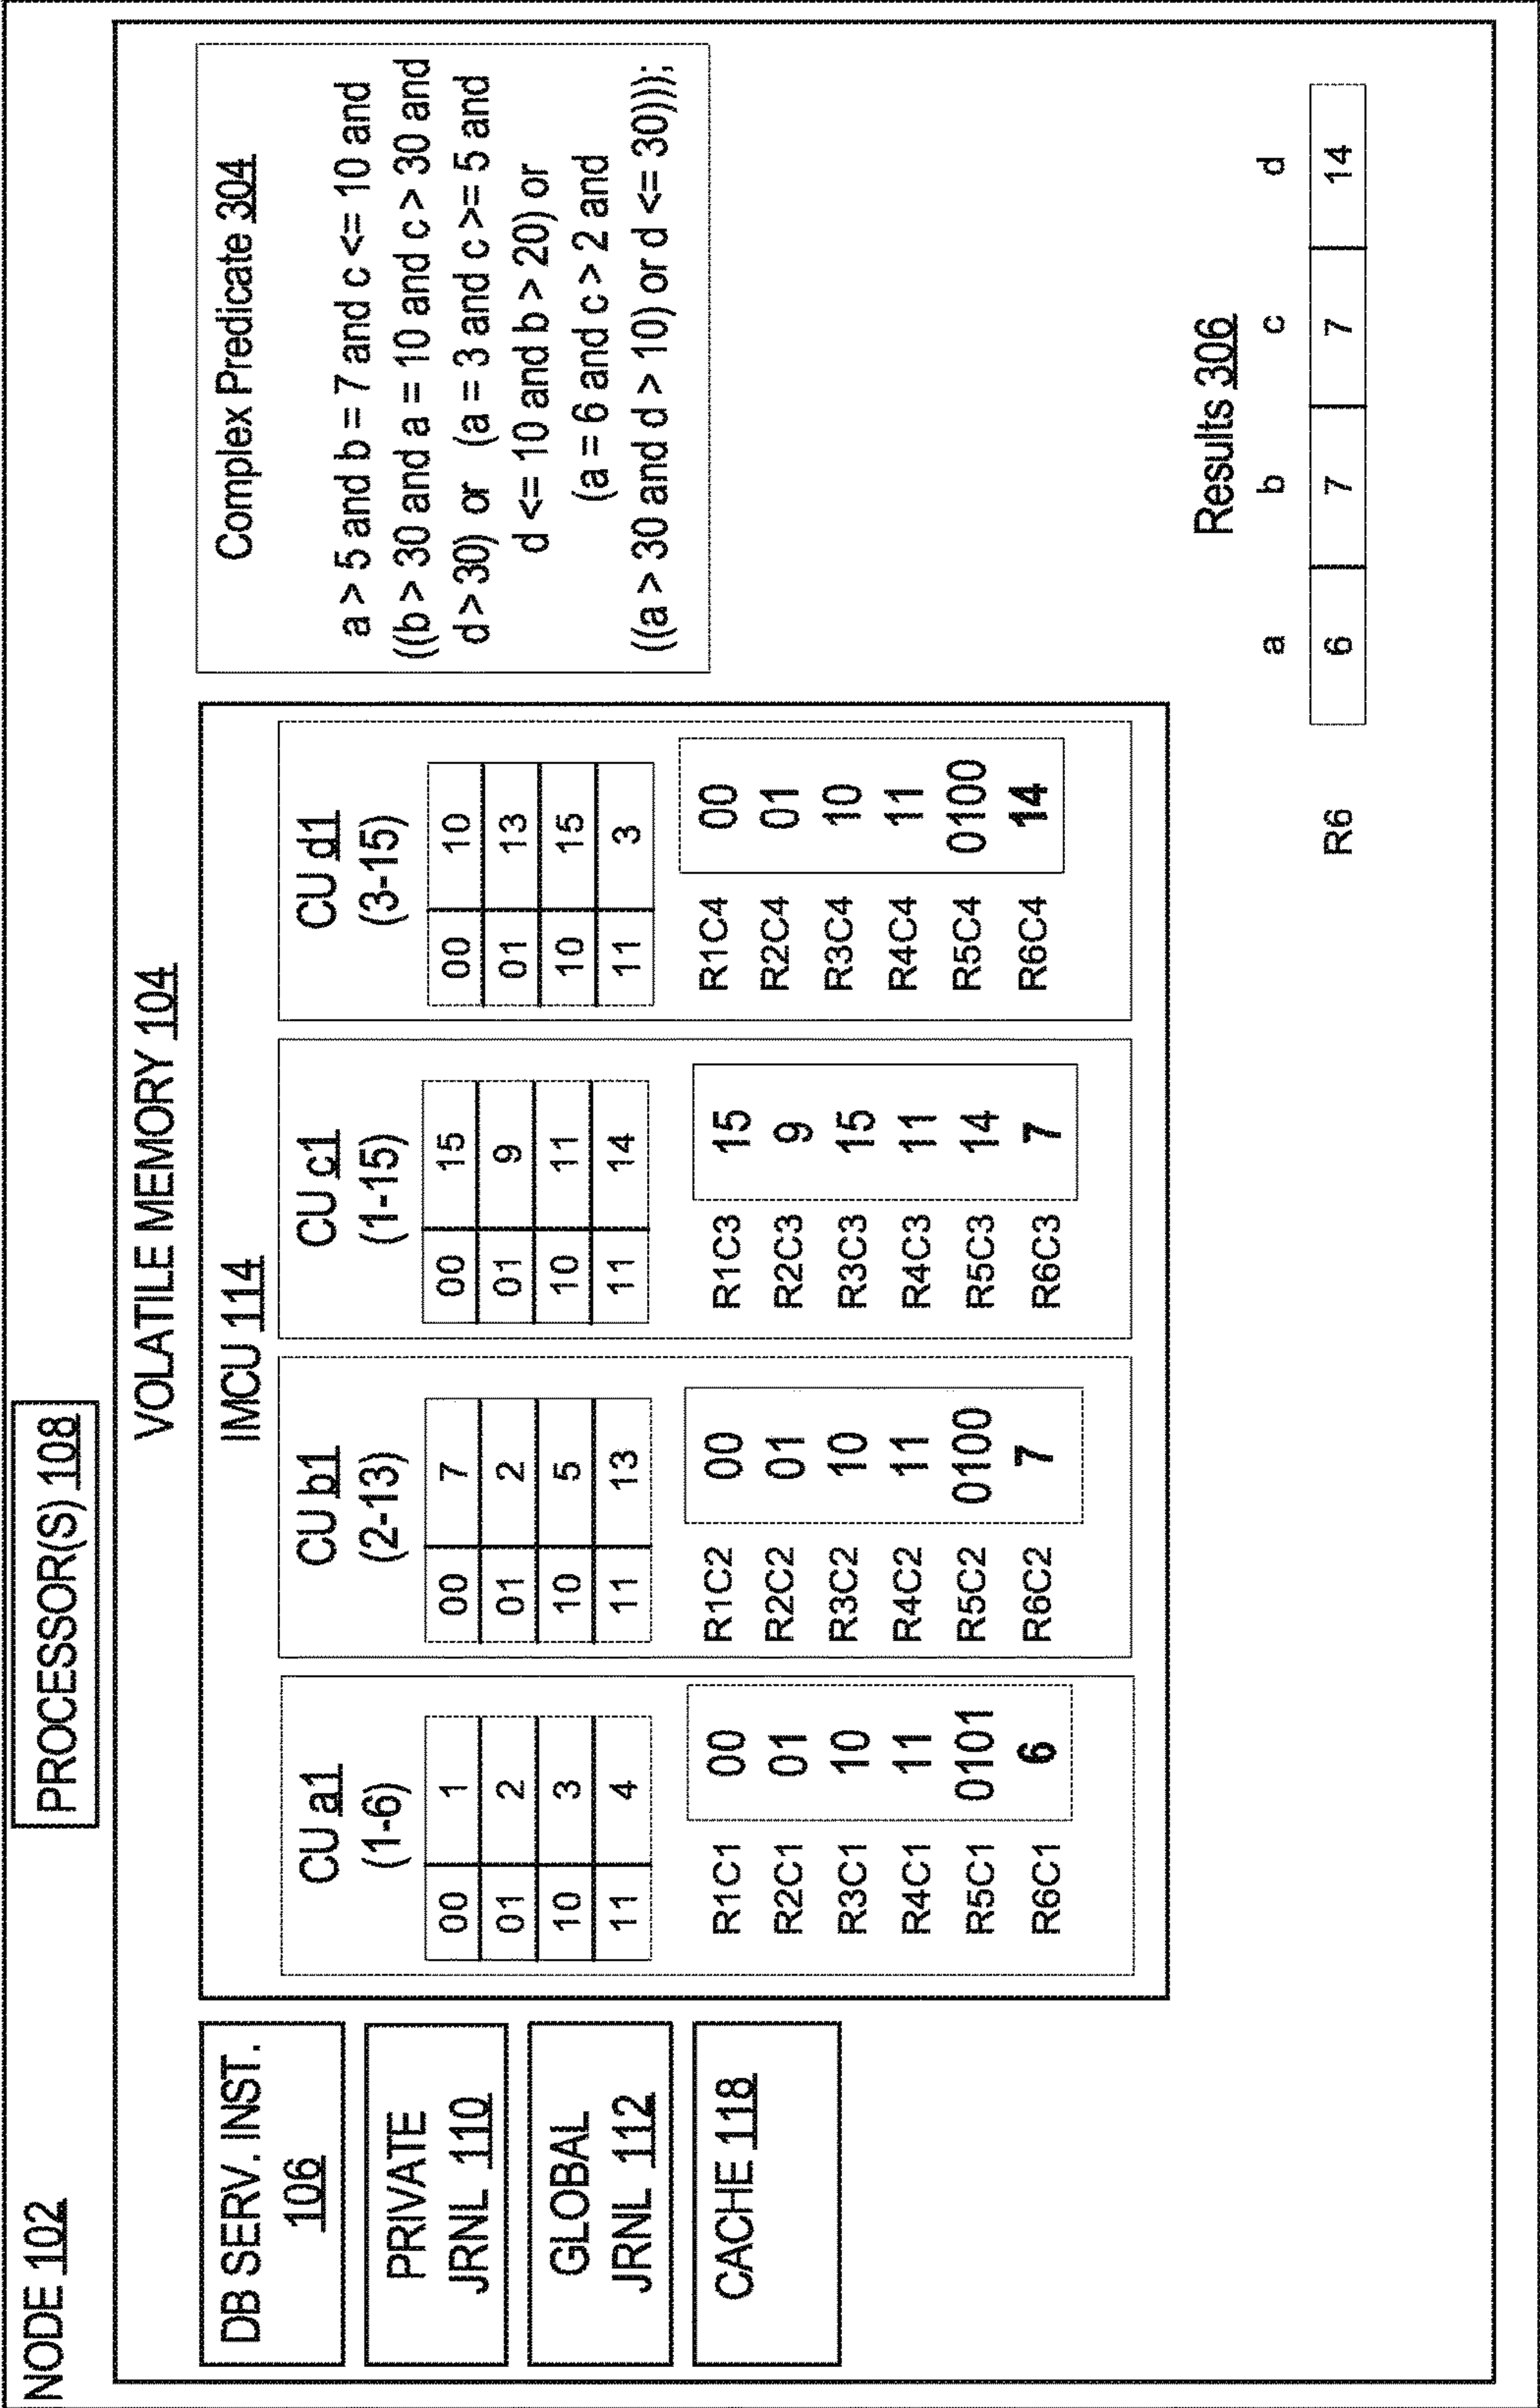 NODE 102
PROCESSOR(S) 108
VOLATILE MEMORY 104
DB SERV. INST.
106
PRIVATE
JRNL 110
GLOBAL
JRNL 112
CACHE 118
IMCU 114
CU a1
(1-6)
00 1
01 2
10 3
11 4
R1C1 00
R2C1 01
R3C1 10
R4C1 11
R5C1 0101
R6C1 6
CU b1
(2-13)
00 7
01 2
10 5
11 13
R1C2 00
R2C2 01
R3C2 10
R4C2 11
R5C2 0100
R6C2 7
CU c1
(1-15)
00 15
01 9
10 11
11 14
R1C3 15
R2C3 9
R3C3 15
R4C3 11
R5C3 14
R6C3 7
CU d1
(3-15)
00 10
01 13
10 15
11 3
R1C4 00
R2C4 01
R3C4 10
R4C4 11
R5C4 0100
R6C4 14
Complex Predicate 304
a > 5 and b = 7 and c <= 10 and
((b > 30 and a = 10 and c > 30 and
d > 30) or (a = 3 and c >= 5 and
d <= 10 and b > 20) or
(a = 6 and c > 2 and
((a > 30 and d > 10) or d <= 30)));
Results 306
a b c d
R6 6 7 7 14